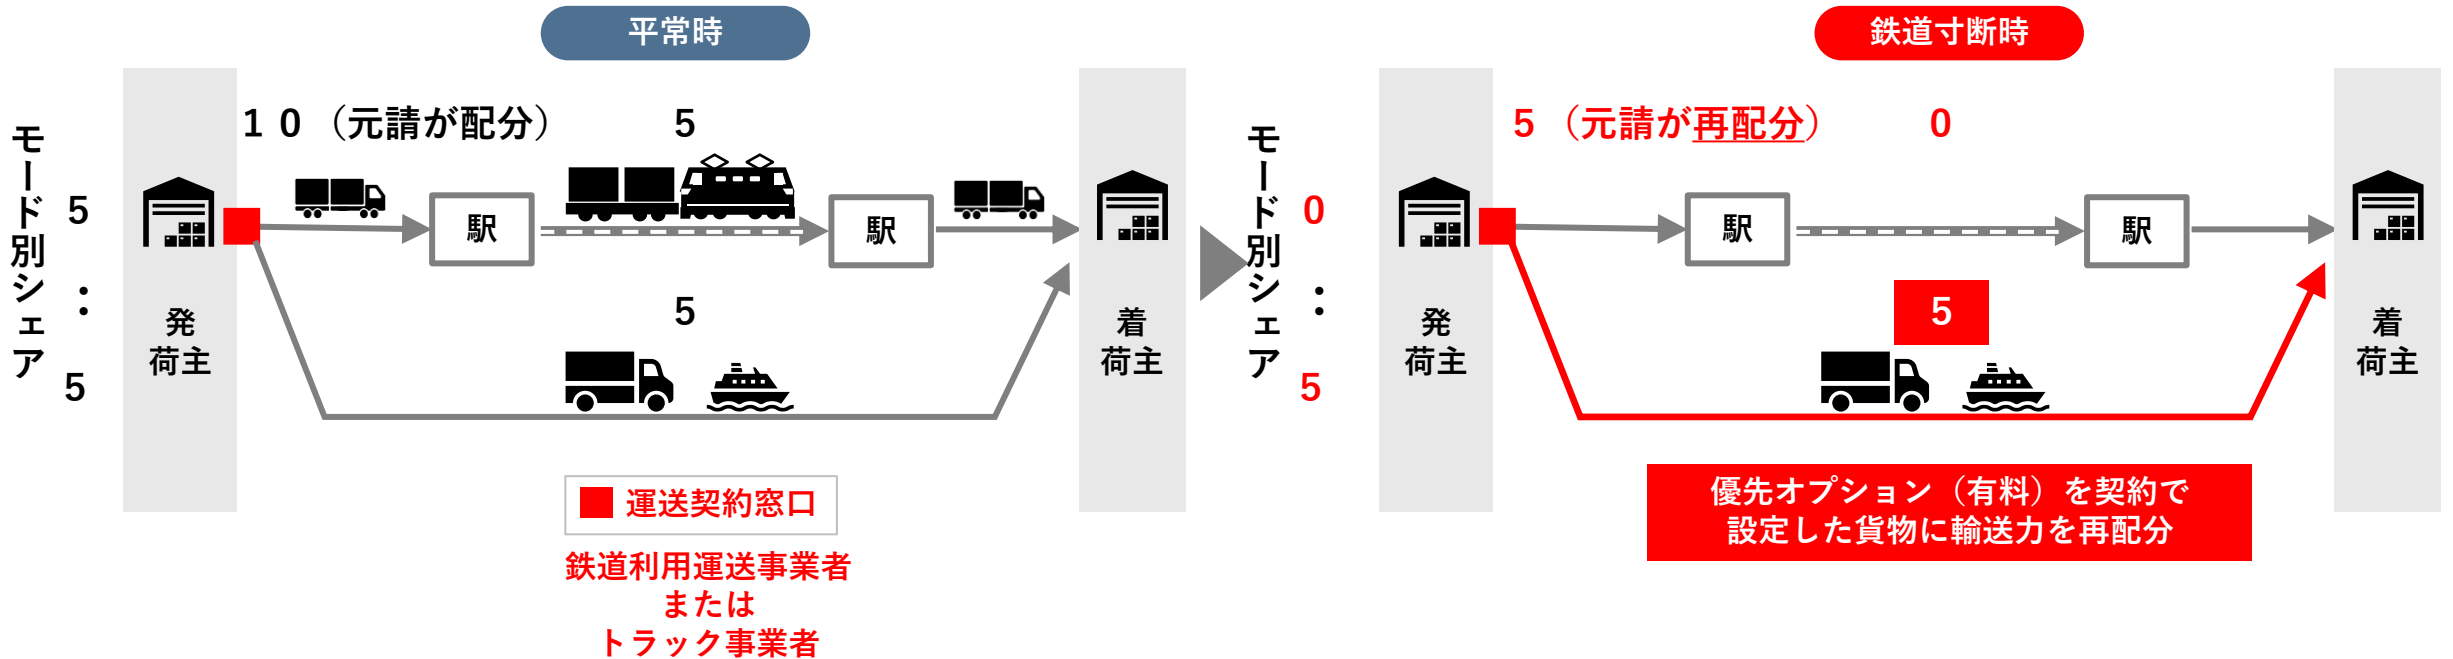 平常時
モード別シェア
5
：
5
１０（元請が配分）
5
駅
駅
5
発
荷主
着
荷主
運送契約窓口
鉄道利用運送事業者
または
トラック事業者
鉄道寸断時
モード別シェア
0
：
5
5（元請が再配分）
0
駅
駅
5
発
荷主
着
荷主
優先オプション（有料）を契約で
設定した貨物に輸送力を再配分